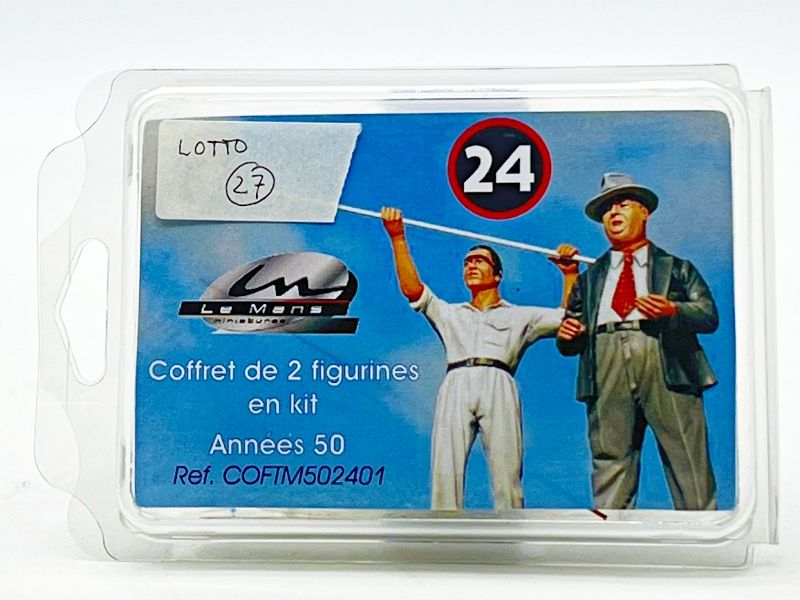 LOTTO
27
24
Le Mans
miniatures
Coffret de 2 figurines
en kit
Années 50
Ref. COFTM502401